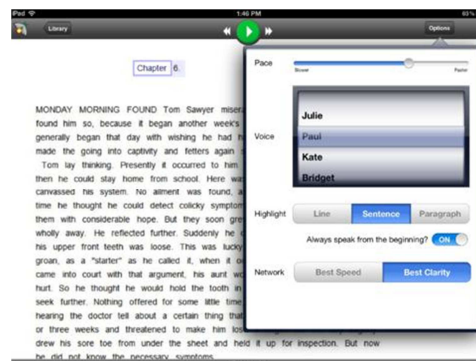 iPad 1:46 PM 93%
Library Options
Chapter 6.
MONDAY MORNING FOUND Tom Sawyer
found him so, because it began another week's
generally began that day with wishing he had
made the going into captivity and fetters again
Tom lay thinking. Presently it occurred to him
then he could stay home from school. Here was
canvassed his system. No ailment was found,
time he thought he could detect colicky symptom
them with considerable hope. But they soon
wholly away. He reflected further. Suddenly he
his upper front teeth was loose. This was lucky
groan, as a "starter" as he called it, when it
came into court with that argument, his aunt
hurt. So he thought he would hold the tooth in
seek further. Nothing offered for some little time
hearing the doctor tell about a certain thing that
or three weeks and threatened to make him
drew his sore toe from under the sheet and held it up for inspection. But now
he did not know the necessary symptoms
Pace
Slower Faster
Voice
Julie
Paul
Kate
Bridget
Highlight Line Sentence Paragraph
Always speak from the beginning? ON
Network Best Speed Best Clarity